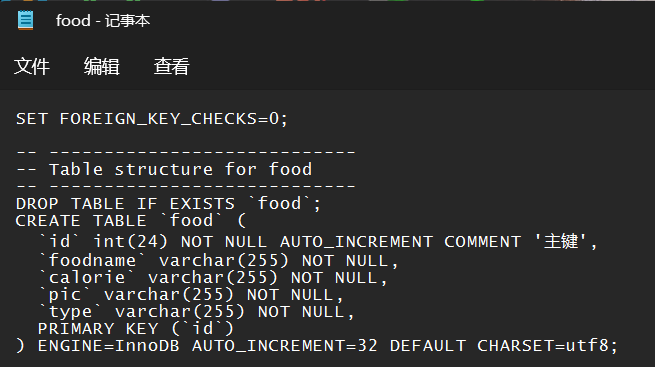 food - 记事本
文件 编辑 查看
SET FOREIGN_KEY_CHECKS=0;
-- ----------------------------
-- Table structure for food
-- ----------------------------
DROP TABLE IF EXISTS `food`;
CREATE TABLE `food` (
  `id` int(24) NOT NULL AUTO_INCREMENT COMMENT '主键',
  `foodname` varchar(255) NOT NULL,
  `calorie` varchar(255) NOT NULL,
  `pic` varchar(255) NOT NULL,
  `type` varchar(255) NOT NULL,
  PRIMARY KEY (`id`)
) ENGINE=InnoDB AUTO_INCREMENT=32 DEFAULT CHARSET=utf8;